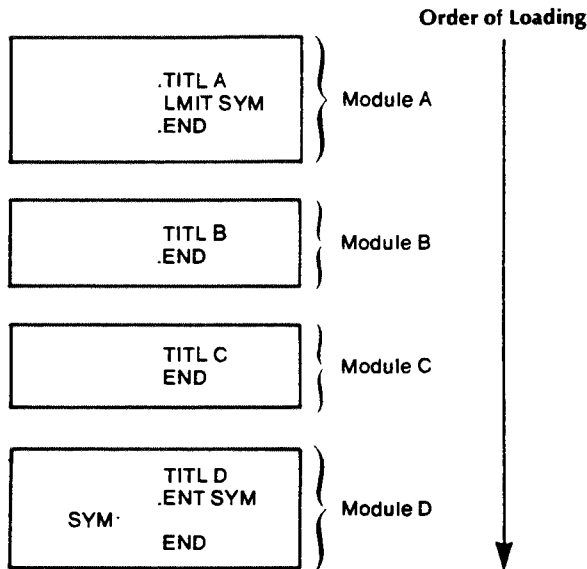 Order of Loading
.TITL A
LMIT SYM
.END
Module A
TITL B
.END
Module B
TITL C
END
Module C
TITL D
.ENT SYM
SYM·
END
Module D